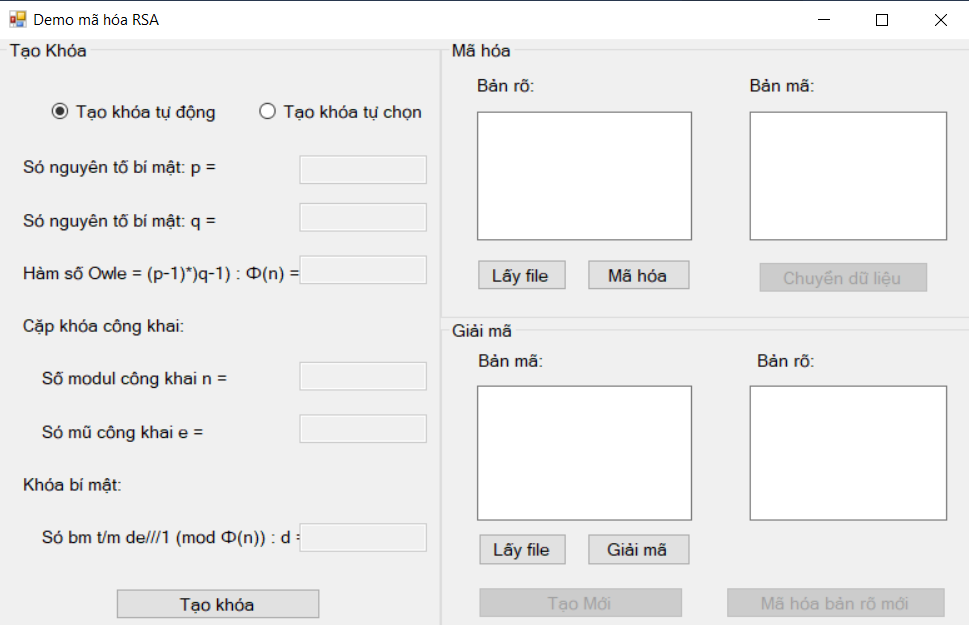 Demo mã hóa RSA
Tạo Khóa
Tạo khóa tự động
Tạo khóa tự chọn
Só nguyên tố bí mật: p =
Só nguyên tố bí mật: q =
Hàm số Owle = (p-1)*)q-1) : Φ(n) =
Cặp khóa công khai:
Số modul công khai n =
Só mũ công khai e =
Khóa bí mật:
Só bm t/m de///1 (mod Φ(n)) : d =
Tạo khóa
Mã hóa
Bản rõ:
Bản mã:
Lấy file
Mã hóa
Chuyển dữ liệu
Giải mã
Bản mã:
Bản rõ:
Lấy file
Giải mã
Tạo Mới
Mã hóa bản rõ mới